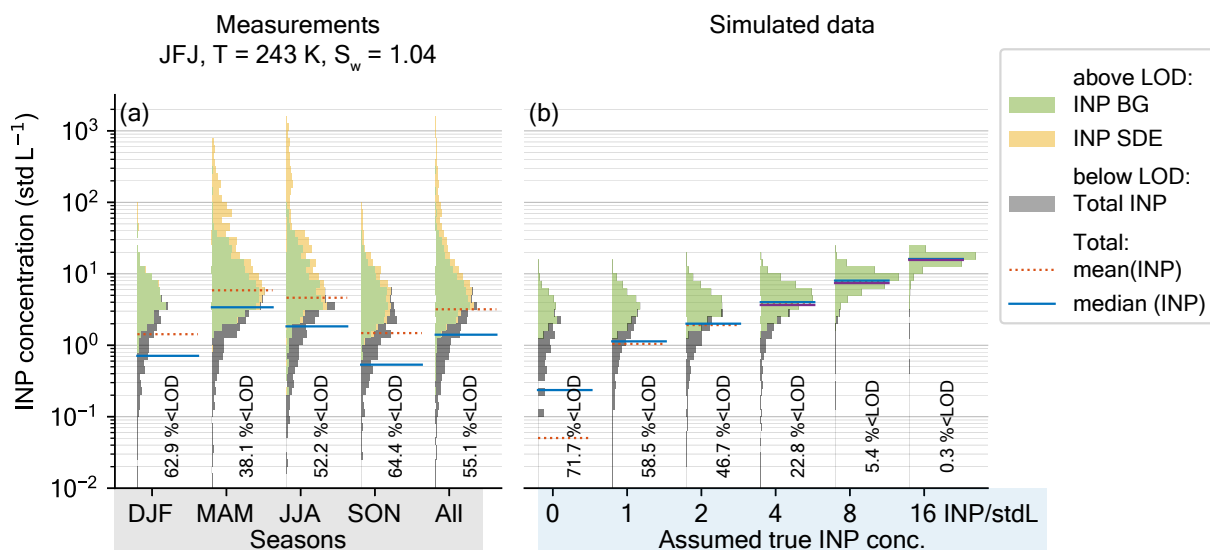 Measurements
JFJ, T = 243 K, S_w = 1.04
Simulated data
(a)
(b)
INP concentration (std L⁻¹)
10³
10²
10¹
10⁰
10⁻¹
10⁻²
62.9 %<LOD
38.1 %<LOD
52.2 %<LOD
64.4 %<LOD
55.1 %<LOD
71.7 %<LOD
58.5 %<LOD
46.7 %<LOD
22.8 %<LOD
5.4 %<LOD
0.3 %<LOD
DJF MAM JJA SON All
Seasons
0 1 2 4 8 16 INP/stdL
Assumed true INP conc.
above LOD:
INP BG
INP SDE
below LOD:
Total INP
Total:
mean(INP)
median (INP)